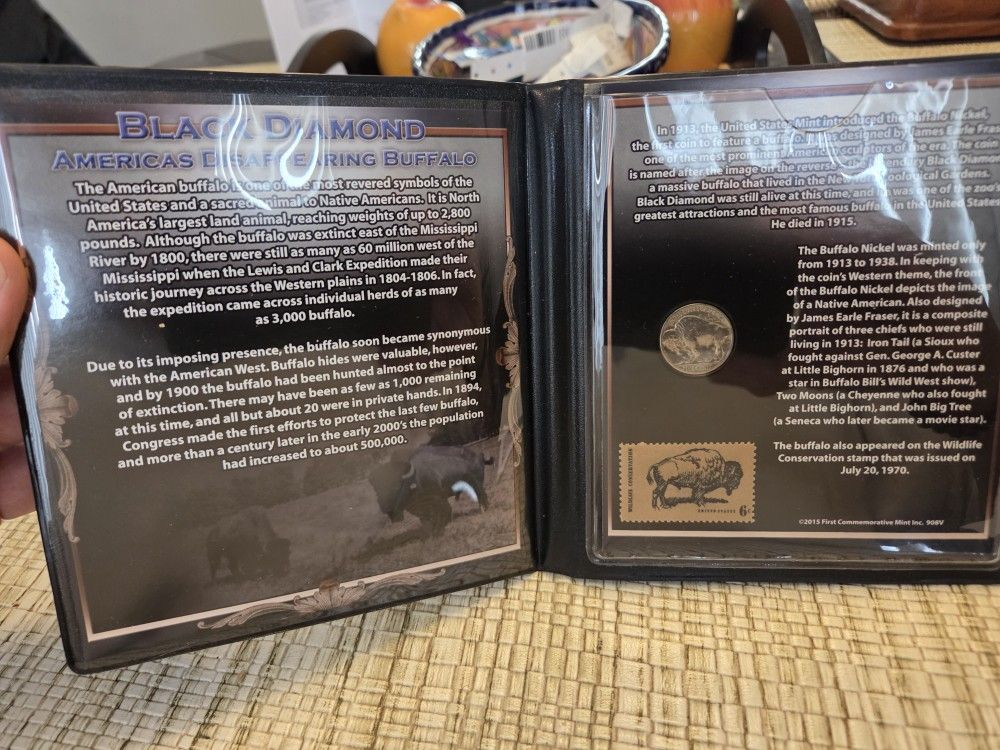 BLACK DIAMOND
AMERICAS DISAPPEARING BUFFALO
The American buffalo is one of the most revered symbols of the
United States and a sacred animal to Native Americans. It is North
America's largest land animal, reaching weights of up to 2,800
pounds. Although the buffalo was extinct east of the Mississippi
River by 1800, there were still as many as 60 million west of the
Mississippi when the Lewis and Clark Expedition made their
historic journey across the Western plains in 1804-1806. In fact,
the expedition came across individual herds of as many
as 3,000 buffalo.
Due to its imposing presence, the buffalo soon became synonymous
with the American West. Buffalo hides were valuable, however,
and by 1900 the buffalo had been hunted almost to the point
of extinction. There may have been as few as 1,000 remaining
at this time, and all but about 20 were in private hands. In 1894,
Congress made the first efforts to protect the last few buffalo,
and more than a century later in the early 2000's the population
had increased to about 500,000.
In 1913, the United States Mint introduced the Buffalo Nickel,
the first coin to feature a buffalo. It was designed by James Earle Fraser,
one of the most prominent American sculptors of the era. The coin
is named after the image on the reverse, the legendary Black Diamond
a massive buffalo that lived in the New York Zoological Gardens.
Black Diamond was still alive at this time, and he was one of the zoo's
greatest attractions and the most famous buffalo in the United States
He died in 1915.
The Buffalo Nickel was minted only
from 1913 to 1938. In keeping with
the coin's Western theme, the front
of the Buffalo Nickel depicts the image
of a Native American. Also designed
by James Earle Fraser, it is a composite
portrait of three chiefs who were still
living in 1913: Iron Tail (a Sioux who
fought against Gen. George A. Custer
at Little Bighorn in 1876 and who was a
star in Buffalo Bill's Wild West show),
Two Moons (a Cheyenne who also fought
at Little Bighorn), and John Big Tree
(a Seneca who later became a movie star).
The buffalo also appeared on the Wildlife
Conservation stamp that was issued on
July 20, 1970.
WILDLIFE CONSERVATION
UNITED STATES 6c
©2015 First Commemorative Mint Inc. 908V